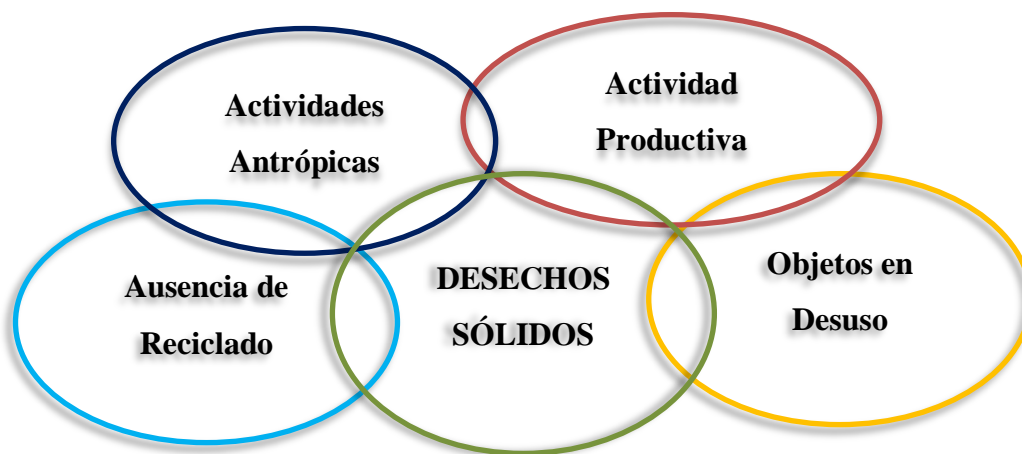 Actividades
Antrópicas
Actividad
Productiva
Ausencia de
Reciclado
DESECHOS
SÓLIDOS
Objetos en
Desuso